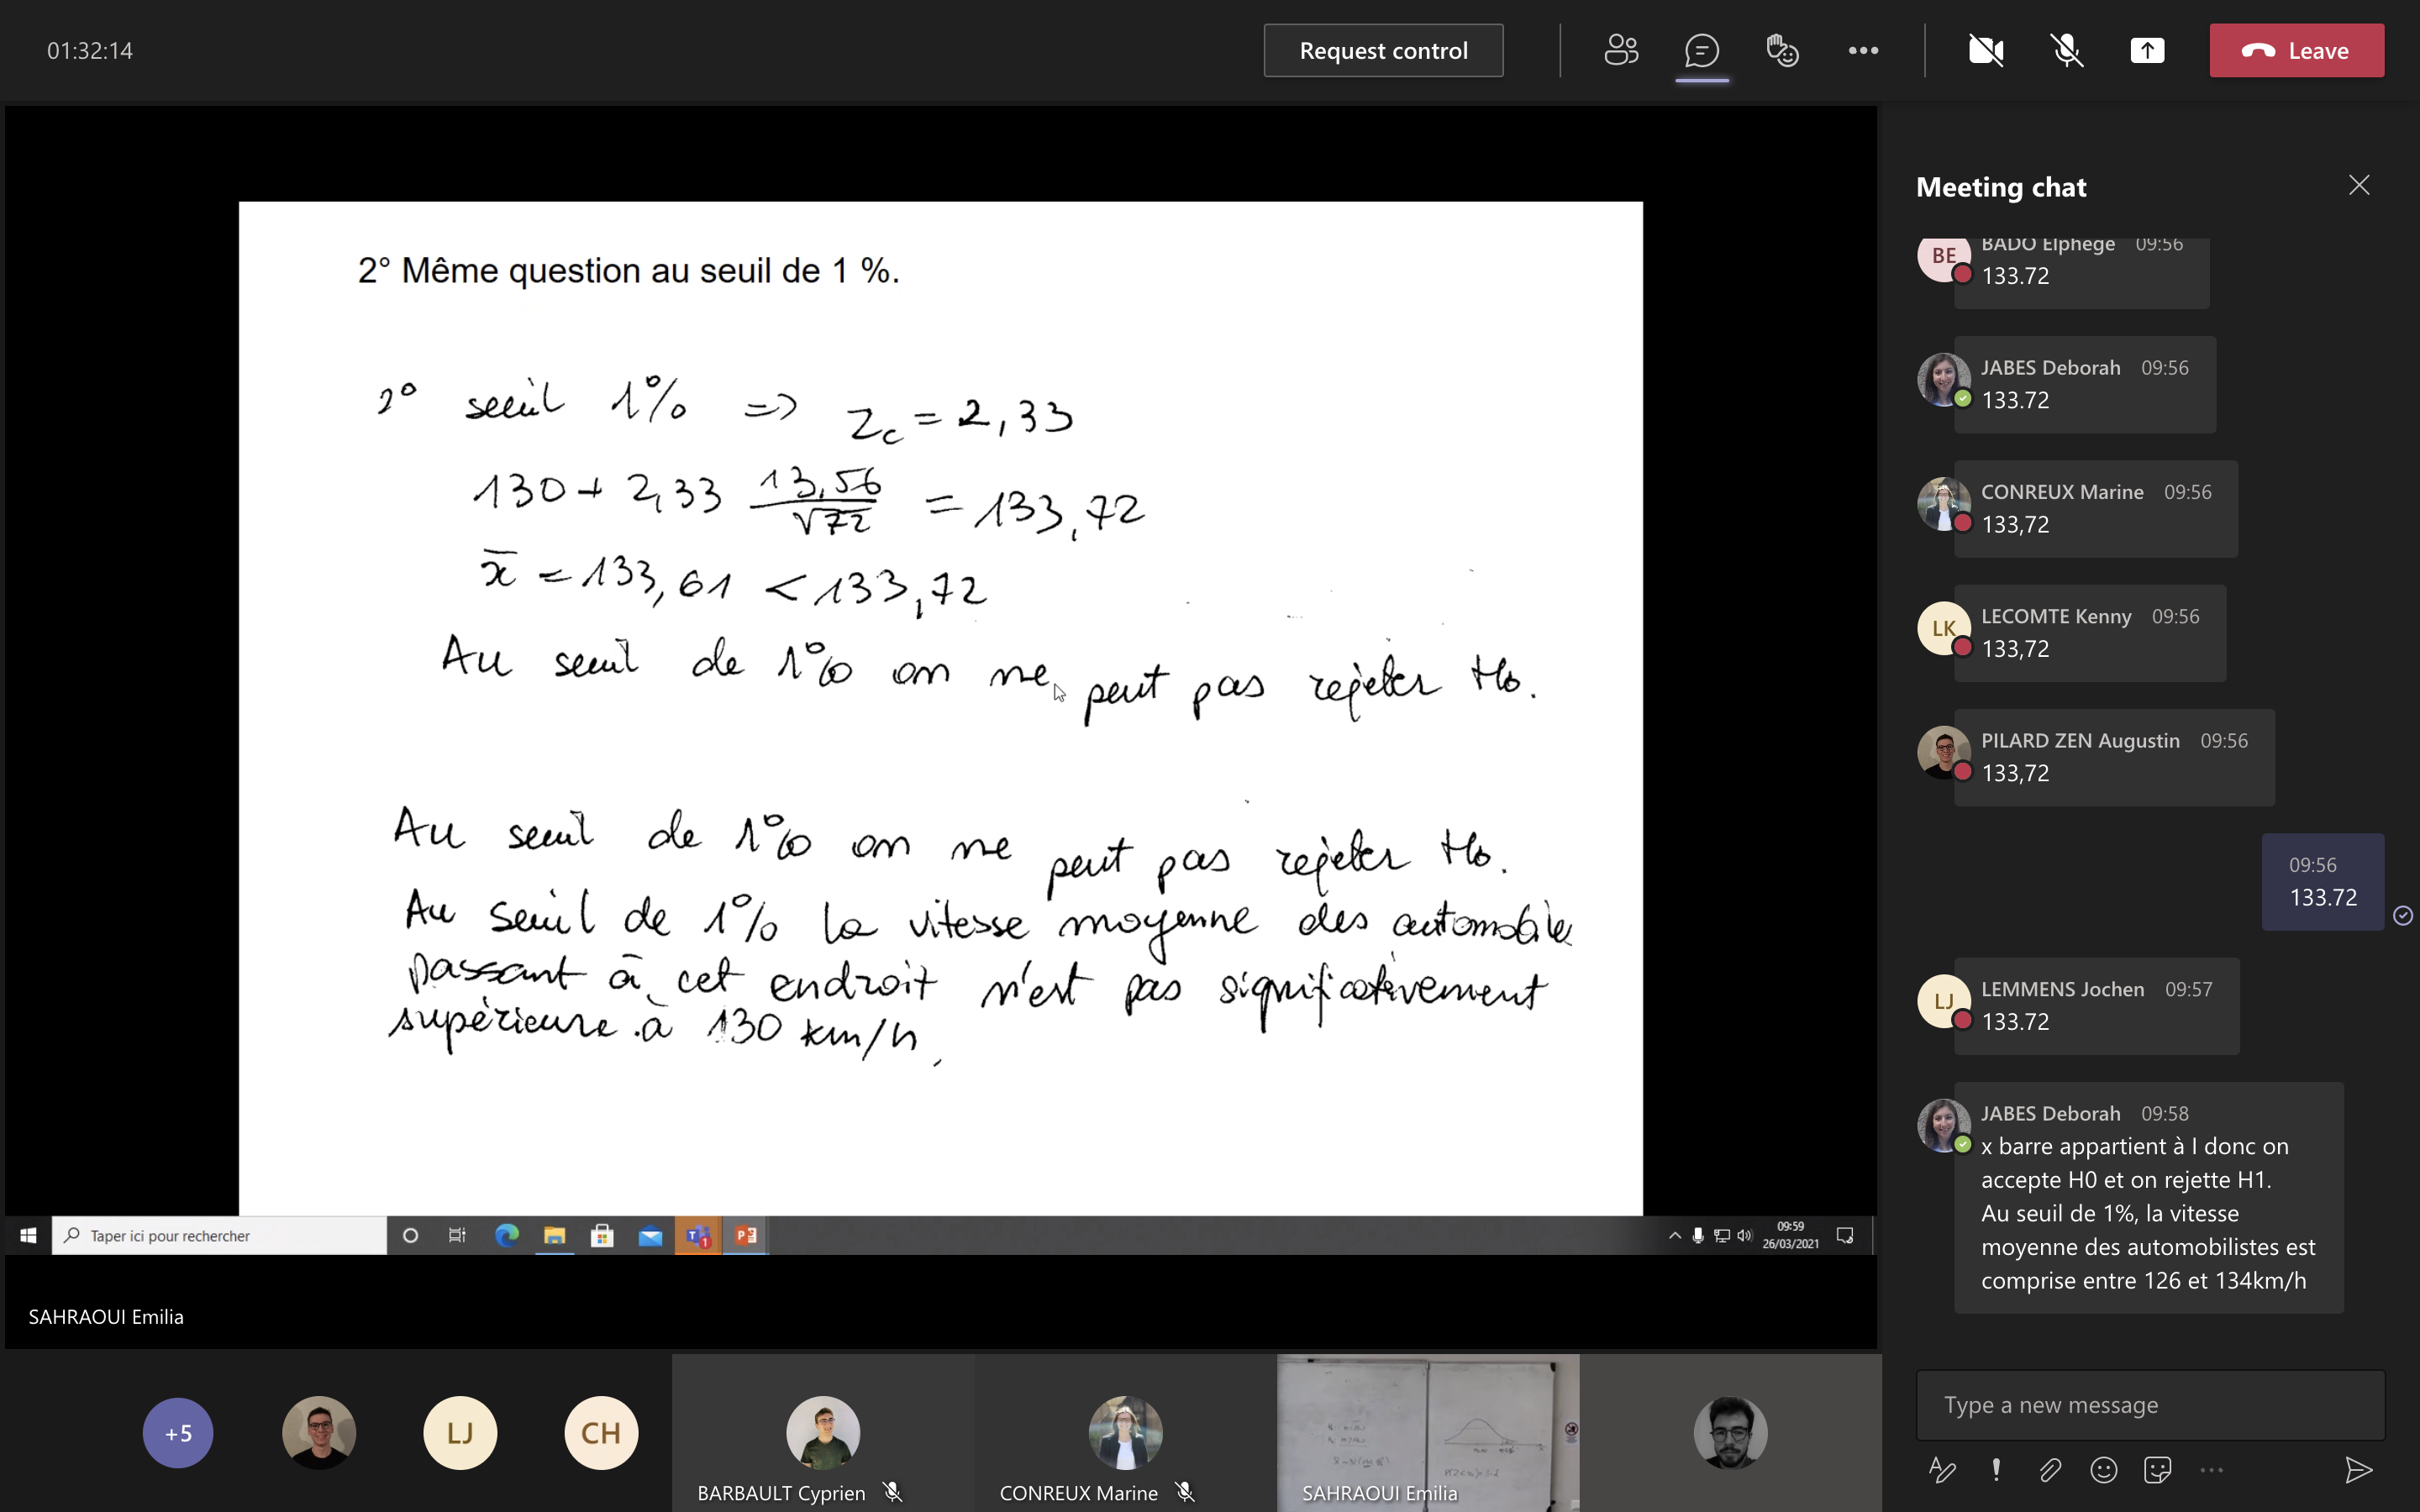 01:32:14
Request control
Leave
2° Même question au seuil de 1 %.
2° seuil 1% => Zc = 2,33
130 + 2,33 13,56/√72 = 133,72
x̄ = 133,61 < 133,72
Au seuil de 1% on ne peut pas rejeter H0.
Au seuil de 1% on ne peut pas rejeter H0.
Au seuil de 1% la vitesse moyenne des automobile
passant à cet endroit n'est pas significativement
supérieure à 130 km/h.
Taper ici pour rechercher
1
09:59
26/03/2021
SAHRAOUI Emilia
+5
LJ
CH
BARBAULT Cyprien
CONREUX Marine
SAHRAOUI Emilia
Meeting chat
BE
BADO Elphege 09:56
133.72
JABES Deborah 09:56
133.72
CONREUX Marine 09:56
133,72
LK
LECOMTE Kenny 09:56
133,72
PILARD ZEN Augustin 09:56
133,72
09:56
133.72
LJ
LEMMENS Jochen 09:57
133.72
JABES Deborah 09:58
x barre appartient à I donc on
accepte H0 et on rejette H1.
Au seuil de 1%, la vitesse
moyenne des automobilistes est
comprise entre 126 et 134km/h
Type a new message